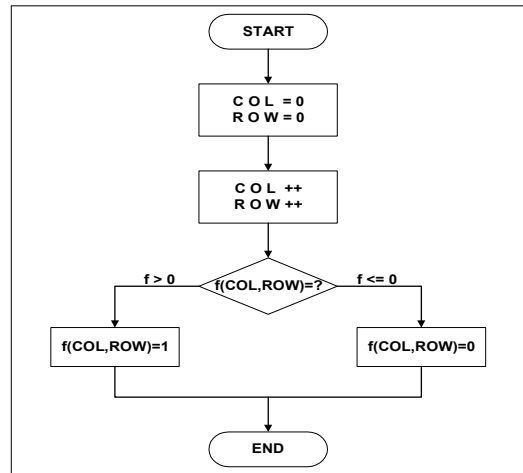 START
C O L = 0
R O W = 0
C O L ++
R O W ++
f > 0
f(COL,ROW)=?
f <= 0
f(COL,ROW)=1
f(COL,ROW)=0
END